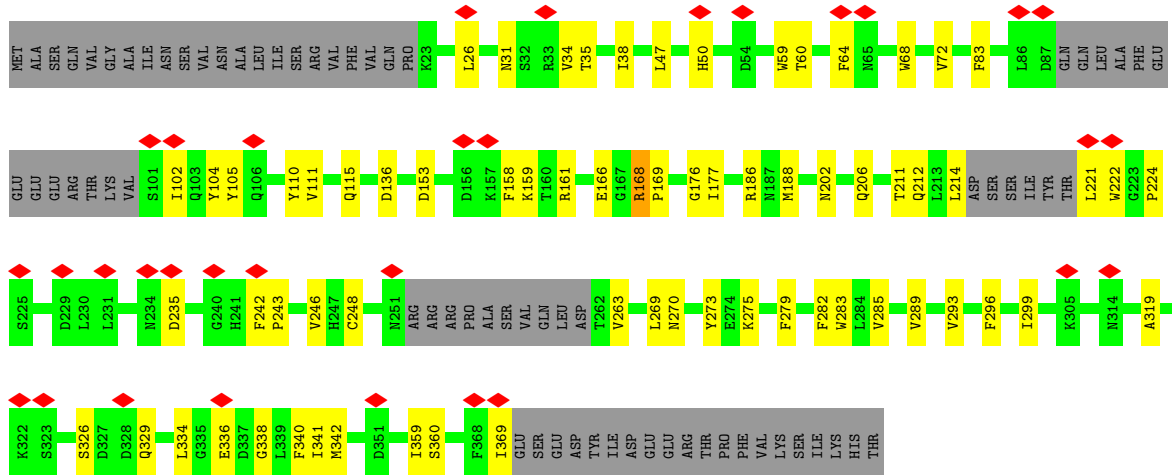 MET ALA SER GLN VAL GLY ALA ILE ASN SER VAL ASN ALA LEU ILE SER ARG VAL PHE VAL GLN PRO K23 L26 N31 S32 R33 V34 T35 I38 L47 H50 D54 W59 T60 F64 N65 W68 V72 F83 L86 D87 GLN GLN LEU ALA PHE GLU
GLU GLU GLU ARG THR LYS VAL S101 I102 Q103 Y104 Y105 Q106 Y110 V111 Q115 D136 D153 D156 K157 F158 K159 T160 R161 E166 G167 R168 P169 G176 I177 R186 N187 M188 N202 Q206 T211 Q212 L213 L214 ASP SER SER ILE TYR THR L221 W222 G223 P224
S225 D229 L230 L231 N234 D235 G240 H241 F242 P243 V246 H247 C248 N251 ARG ARG ARG PRO ALA SER VAL GLN LEU ASP T262 V263 L269 N270 Y273 E274 K275 F279 F282 W283 L284 V285 V289 V293 F296 I299 K305 N314 A319
K322 S323 S326 D327 D328 Q329 L334 G335 E336 D337 G338 L339 F340 I341 M342 D351 I359 S360 F368 I369 GLU SER GLU ASP TYR ILE ASP GLU GLU ARG THR PRO PHE VAL LYS SER ILE LYS HIS THR